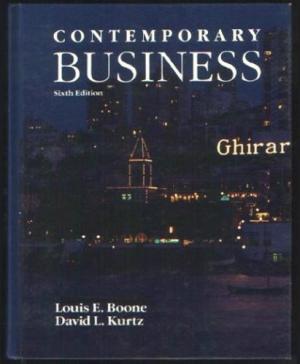 CONTEMPORARY
BUSINESS
Sixth Edition
Ghirar
Louis E. Boone
David L. Kurtz